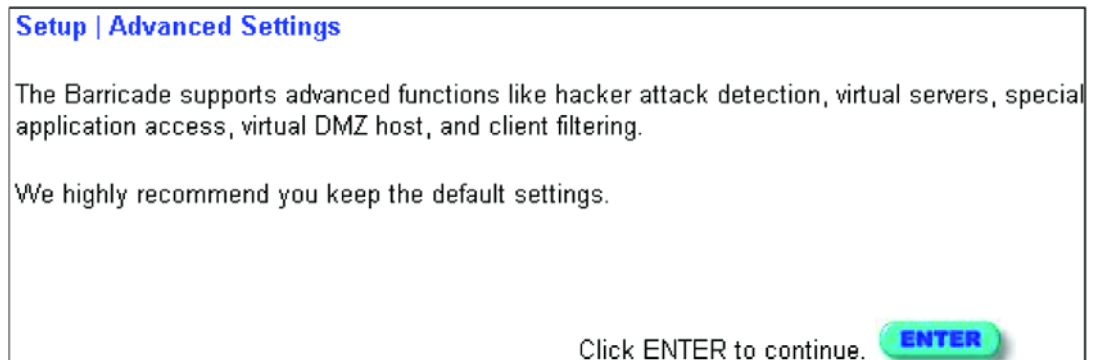 Setup | Advanced Settings
The Barricade supports advanced functions like hacker attack detection, virtual servers, special
application access, virtual DMZ host, and client filtering.
We highly recommend you keep the default settings.
Click ENTER to continue. ENTER